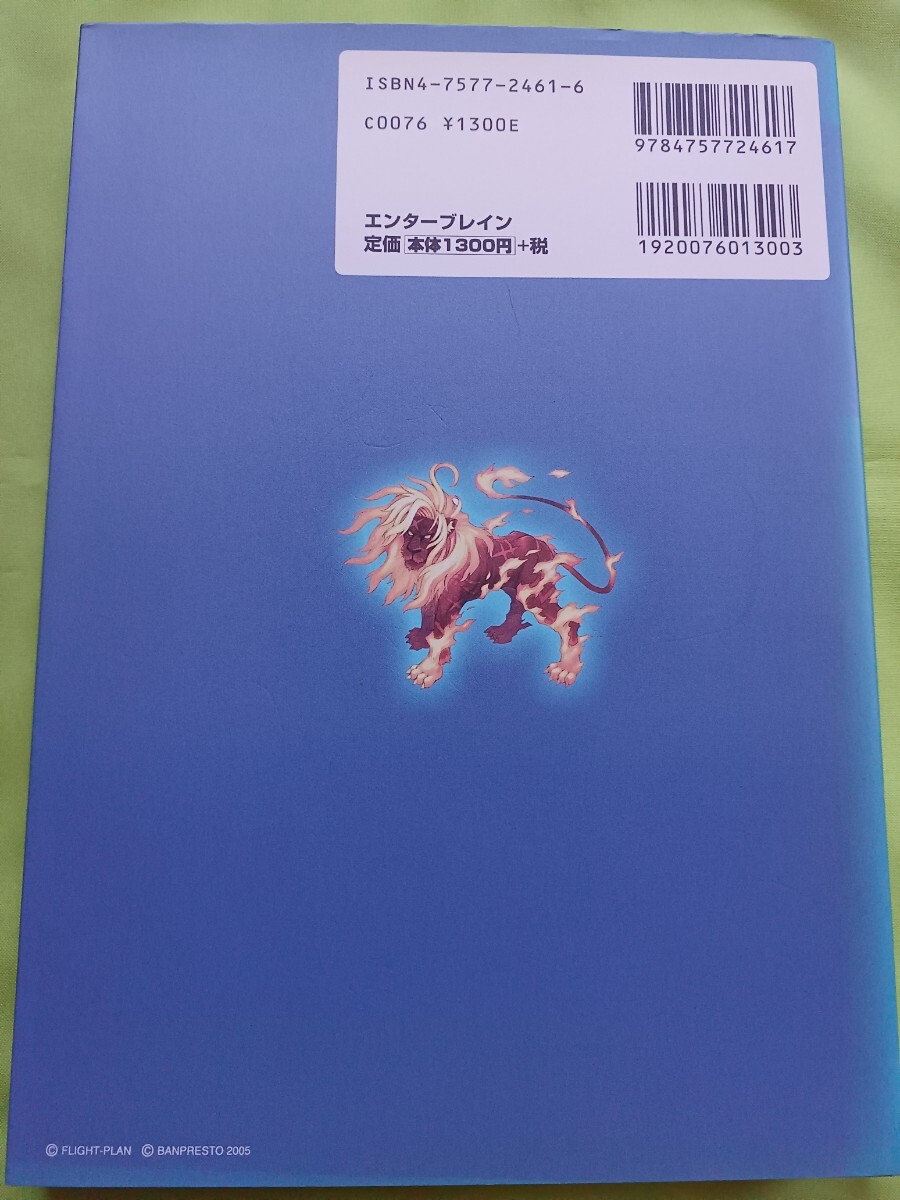 ISBN4-7577-2461-6
C0076 ¥1300E
9784757724617
エンターブレイン
定価 本体1300円 +税
1920076013003
© FLIGHT-PLAN © BANPRESTO 2005